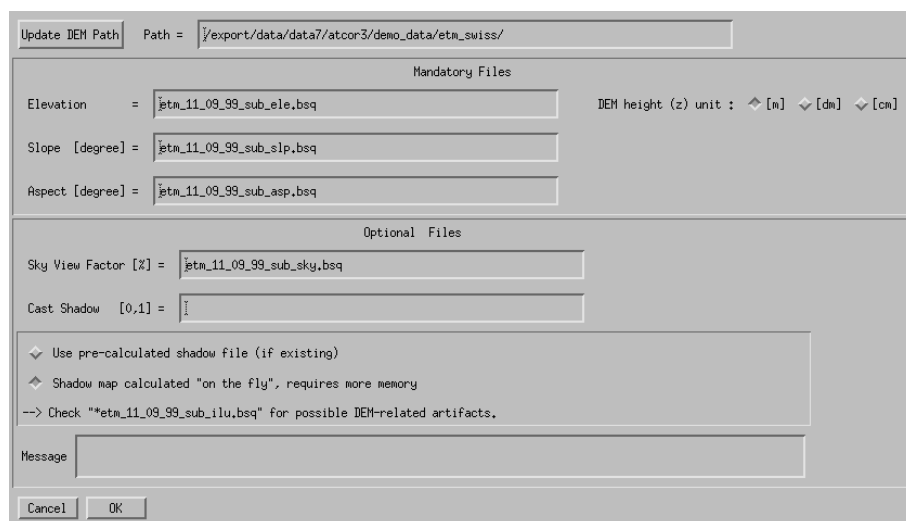 Update DEM Path Path = /export/data/data7/atcor3/demo_data/etm_swiss/
Mandatory Files
Elevation = etm_11_09_99_sub_ele.bsq DEM height (z) unit : [m] [dm] [cm]
Slope [degree] = etm_11_09_99_sub_slp.bsq
Aspect [degree] = etm_11_09_99_sub_asp.bsq
Optional Files
Sky View Factor [%] = etm_11_09_99_sub_sky.bsq
Cast Shadow [0,1] =
Use pre-calculated shadow file (if existing)
Shadow map calculated "on the fly", requires more memory
--> Check "*etm_11_09_99_sub_ilu.bsq" for possible DEM-related artifacts.
Message
Cancel OK